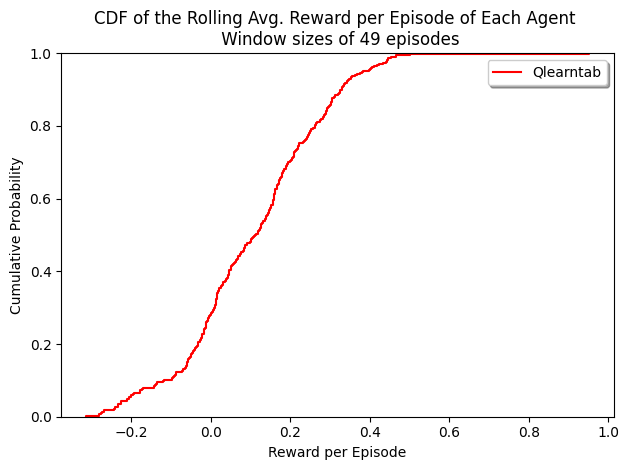 CDF of the Rolling Avg. Reward per Episode of Each Agent
Window sizes of 49 episodes
1.0
Qlearntab
0.8
0.6
0.4
0.2
0.0
Cumulative Probability
−0.2
0.0
0.2
0.4
0.6
0.8
1.0
Reward per Episode